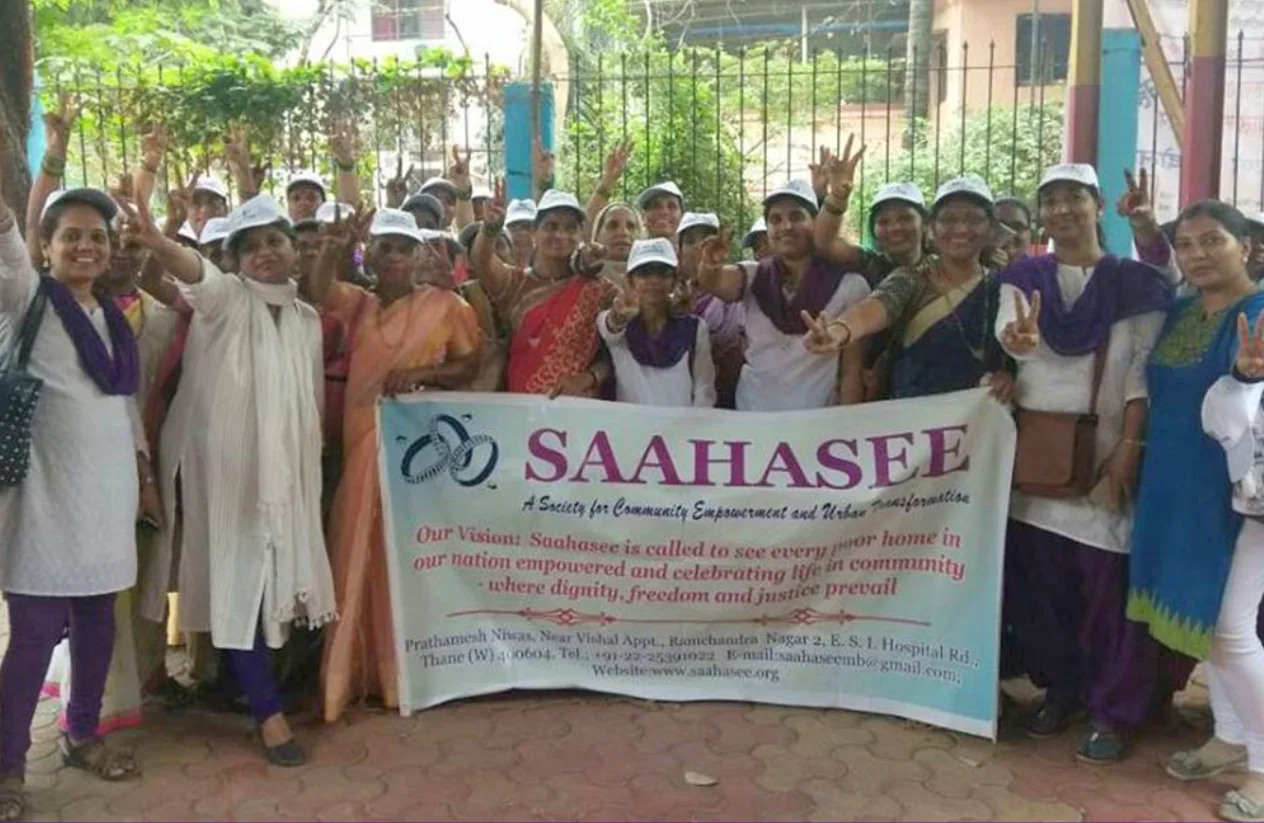 SAAHASEE
A Society for Community Empowerment and Urban Transformation
Our Vision: Saahasee is called to see every poor home in
our nation empowered and celebrating life in community
- where dignity, freedom and justice prevail
Prathamesh Niwas, Near Vishal Appt., Ramchandra Nagar 2, E. S. I. Hospital Rd.,
Thane (W) 400604. Tel.: +91-22-25391022 E-mail:saahaseemb@gmail.com,
Website:www.saahasee.org